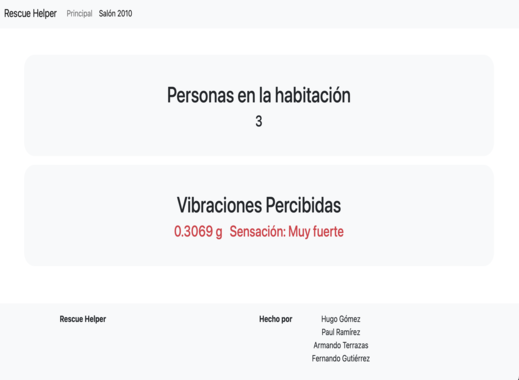 Rescue Helper Principal Salón 2010
Personas en la habitación
3
Vibraciones Percibidas
0.3069 g Sensación: Muy fuerte
Rescue Helper Hecho por Hugo Gómez
Paul Ramírez
Armando Terrazas
Fernando Gutiérrez